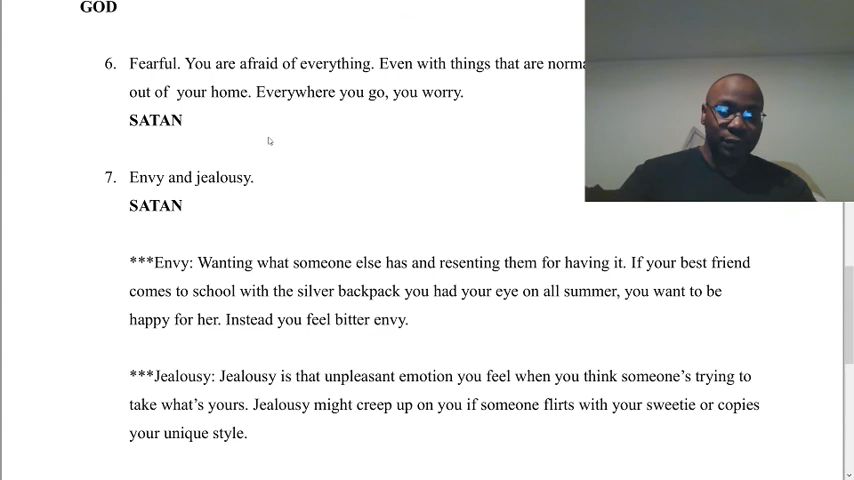 GOD
6. Fearful. You are afraid of everything. Even with things that are
out of your home. Everywhere you go, you worry.
SATAN
7. Envy and jealousy.
SATAN
***Envy: Wanting what someone else has and resenting them for having it. If your best friend
comes to school with the silver backpack you had your eye on all summer, you want to be
happy for her. Instead you feel bitter envy.
***Jealousy: Jealousy is that unpleasant emotion you feel when you think someone’s trying to
take what’s yours. Jealousy might creep up on you if someone flirts with your sweetie or copies
your unique style.